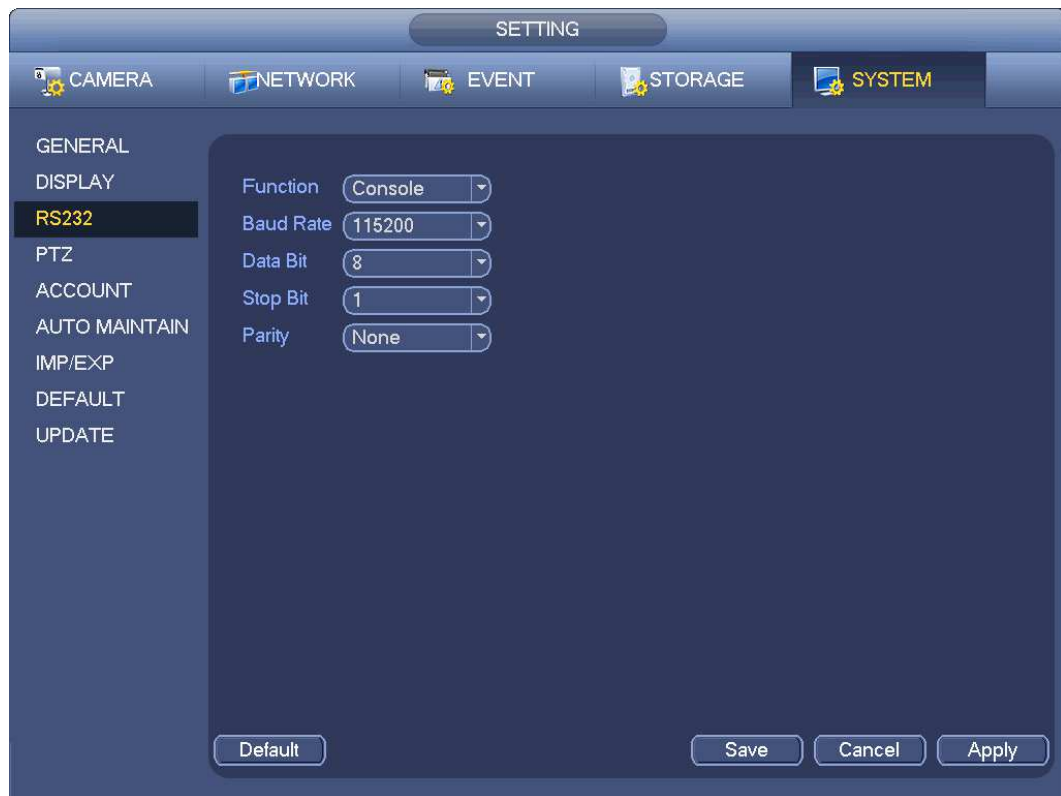 SETTING
CAMERA NETWORK EVENT STORAGE SYSTEM
GENERAL
DISPLAY
RS232
PTZ
ACCOUNT
AUTO MAINTAIN
IMP/EXP
DEFAULT
UPDATE
Function Console
Baud Rate 115200
Data Bit 8
Stop Bit 1
Parity None
Default Save Cancel Apply